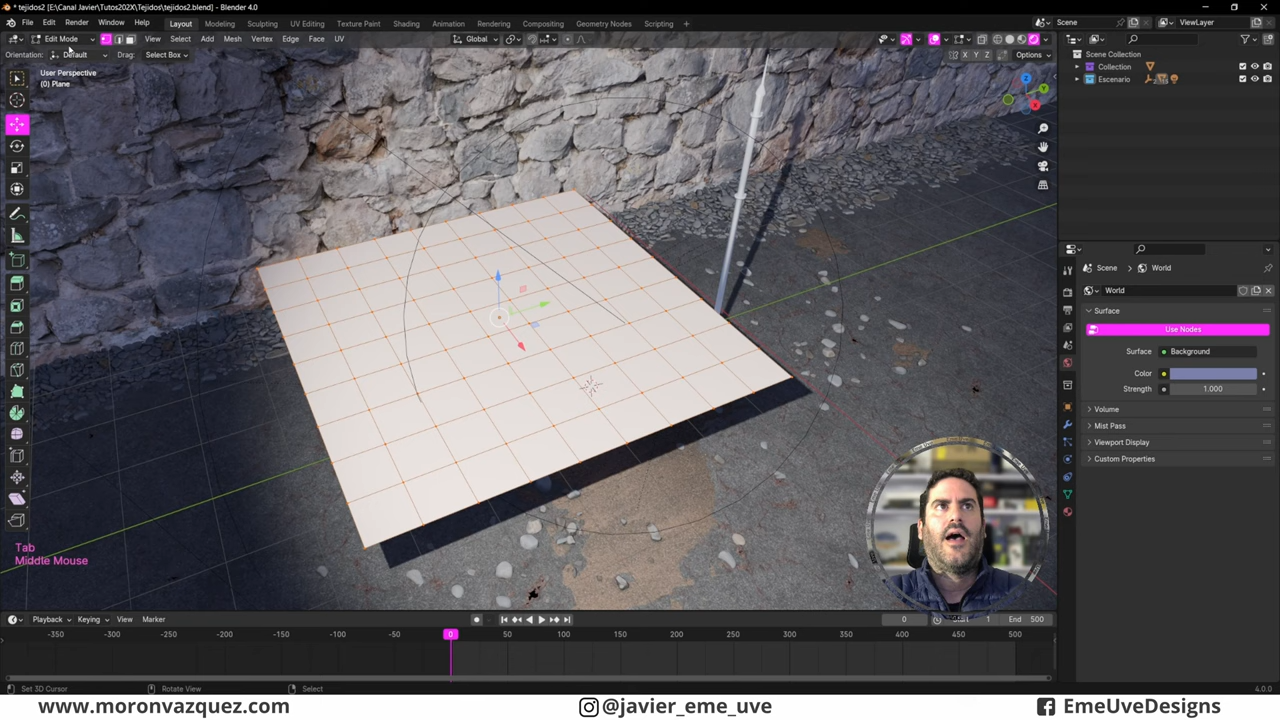 * tejidos2 [E:\Canal Javier\Tutos202X\Tejidos\tejidos2.blend] - Blender 4.0
File Edit Render Window Help Layout Modeling Sculpting UV Editing Texture Paint Shading Animation Rendering Compositing Geometry Nodes Scripting Scene ViewLayer
Edit Mode View Select Add Mesh Vertex Edge Face UV Global
Orientation: Default Drag: Select Box X Y Z Options
User Perspective
(0) Plane
Z
Y
X
Scene Collection
Collection
Escenario
Scene World
World
Surface
Use Nodes
Surface Background
Color
Strength 1.000
Volume
Mist Pass
Viewport Display
Custom Properties
Tab
Middle Mouse
Playback Keying View Marker 0 Start 1 End 500
-350 -300 -250 -200 -150 -100 -50 0 50 100 150 200 250 300 350 400 450 500
Set 3D Cursor Rotate View Select 4.0.0
www.moronvazquez.com @javier_eme_uve EmeUveDesigns